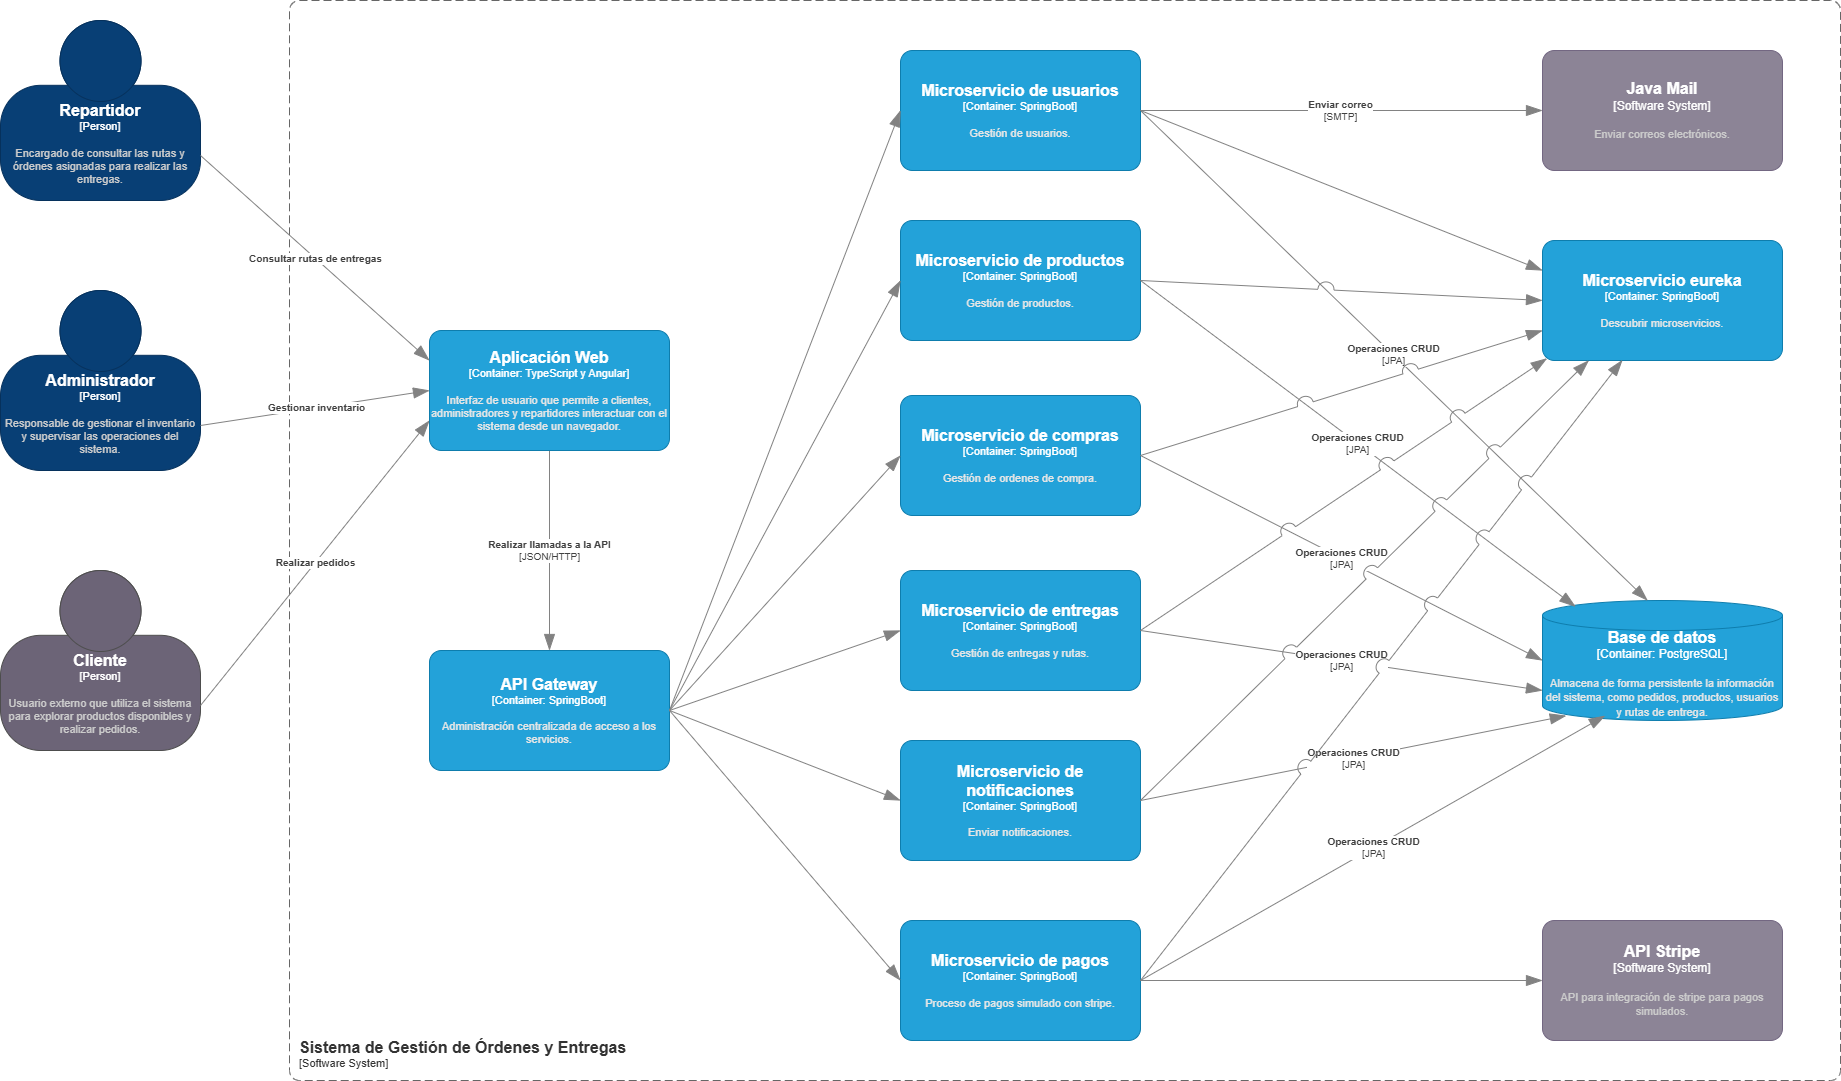 Repartidor
[Person]
Encargado de consultar las rutas y
órdenes asignadas para realizar las
entregas.
Consultar rutas de entregas
Administrador
[Person]
Responsable de gestionar el inventario
y supervisar las operaciones del
sistema.
Gestionar inventario
Cliente
[Person]
Usuario externo que utiliza el sistema
para explorar productos disponibles y
realizar pedidos.
Realizar pedidos
Aplicación Web
[Container: TypeScript y Angular]
Interfaz de usuario que permite a clientes,
administradores y repartidores interactuar con el
sistema desde un navegador.
Realizar llamadas a la API
[JSON/HTTP]
API Gateway
[Container: SpringBoot]
Administración centralizada de acceso a los
servicios.
Microservicio de usuarios
[Container: SpringBoot]
Gestión de usuarios.
Microservicio de productos
[Container: SpringBoot]
Gestión de productos.
Microservicio de compras
[Container: SpringBoot]
Gestión de ordenes de compra.
Microservicio de entregas
[Container: SpringBoot]
Gestión de entregas y rutas.
Microservicio de
notificaciones
[Container: SpringBoot]
Enviar notificaciones.
Microservicio de pagos
[Container: SpringBoot]
Proceso de pagos simulado con stripe.
Enviar correo
[SMTP]
Operaciones CRUD
[JPA]
Operaciones CRUD
[JPA]
Operaciones CRUD
[JPA]
Operaciones CRUD
[JPA]
Operaciones CRUD
[JPA]
Operaciones CRUD
[JPA]
Java Mail
[Software System]
Enviar correos electrónicos.
Microservicio eureka
[Container: SpringBoot]
Descubrir microservicios.
Base de datos
[Container: PostgreSQL]
Almacena de forma persistente la información
del sistema, como pedidos, productos, usuarios
y rutas de entrega.
API Stripe
[Software System]
API para integración de stripe para pagos
simulados.
Sistema de Gestión de Órdenes y Entregas
[Software System]